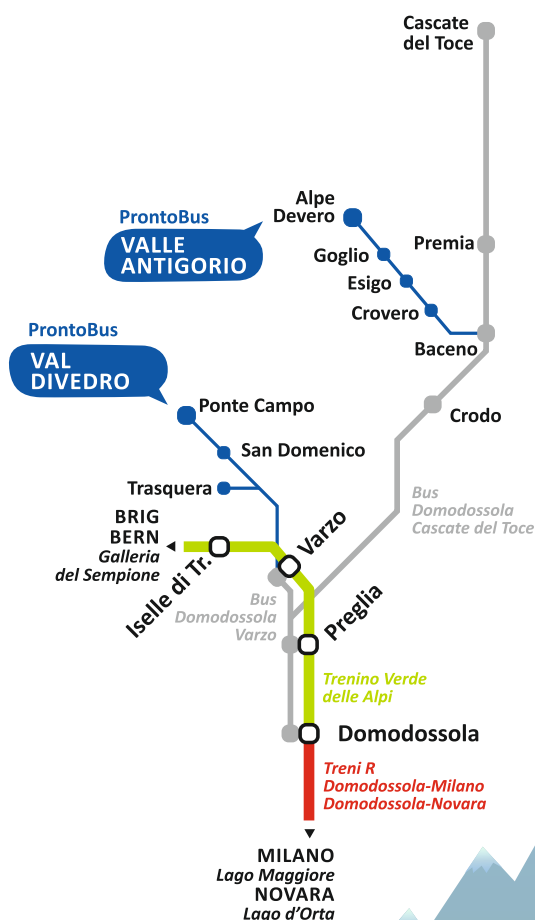 Cascate
del Toce
Alpe
Devero
ProntoBus
VALLE
ANTIGORIO
Premia
Goglio
Esigo
Crovero
Baceno
ProntoBus
VAL
DIVEDRO
Ponte Campo
Crodo
San Domenico
Trasquera
Bus
Domodossola
Cascate del Toce
BRIG
BERN
Galleria
del Sempione
Iselle di Tr.
Varzo
Bus
Domodossola
Varzo
Preglia
Trenino Verde
delle Alpi
Domodossola
Treni R
Domodossola-Milano
Domodossola-Novara
MILANO
Lago Maggiore
NOVARA
Lago d'Orta